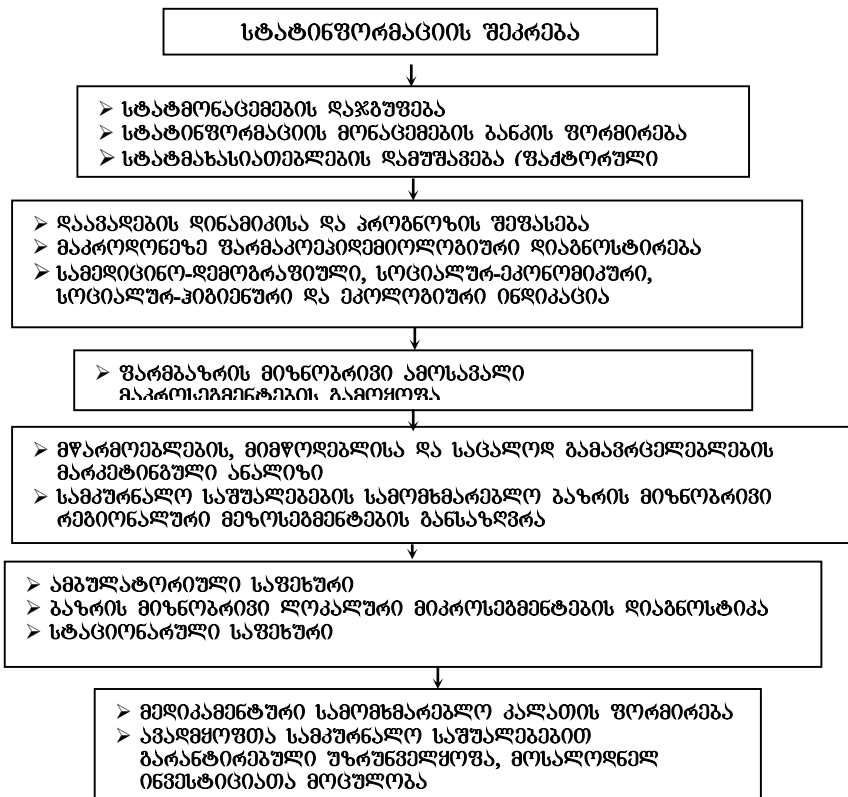 სტატინფორმაციის შეკრება
➢ სტატმონაცემების დაჯგუფება
➢ სტატინფორმაციის მონაცემების ბანკის ფორმირება
➢ სტატმახასიათებლების დამუშავება (ფაქტორული
➢ დაავადების დინამიკისა და პროგნოზის შეფასება
➢ მაკროდონეზე ფარმაკოეპიდემიოლოგიური დიაგნოსტირება
➢ სამედიცინო-დემოგრაფიული, სოციალურ-ეკონომიკური,
სოციალურ-ჰიგიენური და ეკოლოგიური ინდიკაცია
➢ ფარმბაზრის მიზნობრივი ამოსავალი
მაკროსეგმენტების გამოყოფა
➢ მწარმოებლების, მიმწოდებლისა და საცალოდ გამავრცელებლების
მარკეტინგული ანალიზი
➢ სამკურნალო საშუალებების სამომხმარებლო ბაზრის მიზნობრივი
რეგიონალური მეზოსეგმენტების განსაზღვრა
➢ ამბულატორიული საფეხური
➢ ბაზრის მიზნობრივი ლოკალური მიკროსეგმენტების დიაგნოსტიკა
➢ სტაციონარული საფეხური
➢ მედიკამენტური სამომხმარებლო კალათის ფორმირება
➢ ავადმყოფთა სამკურნალო საშუალებებით
გარანტირებული უზრუნველყოფა, მოსალოდნელ
ინვესტიციათა მოცულობა